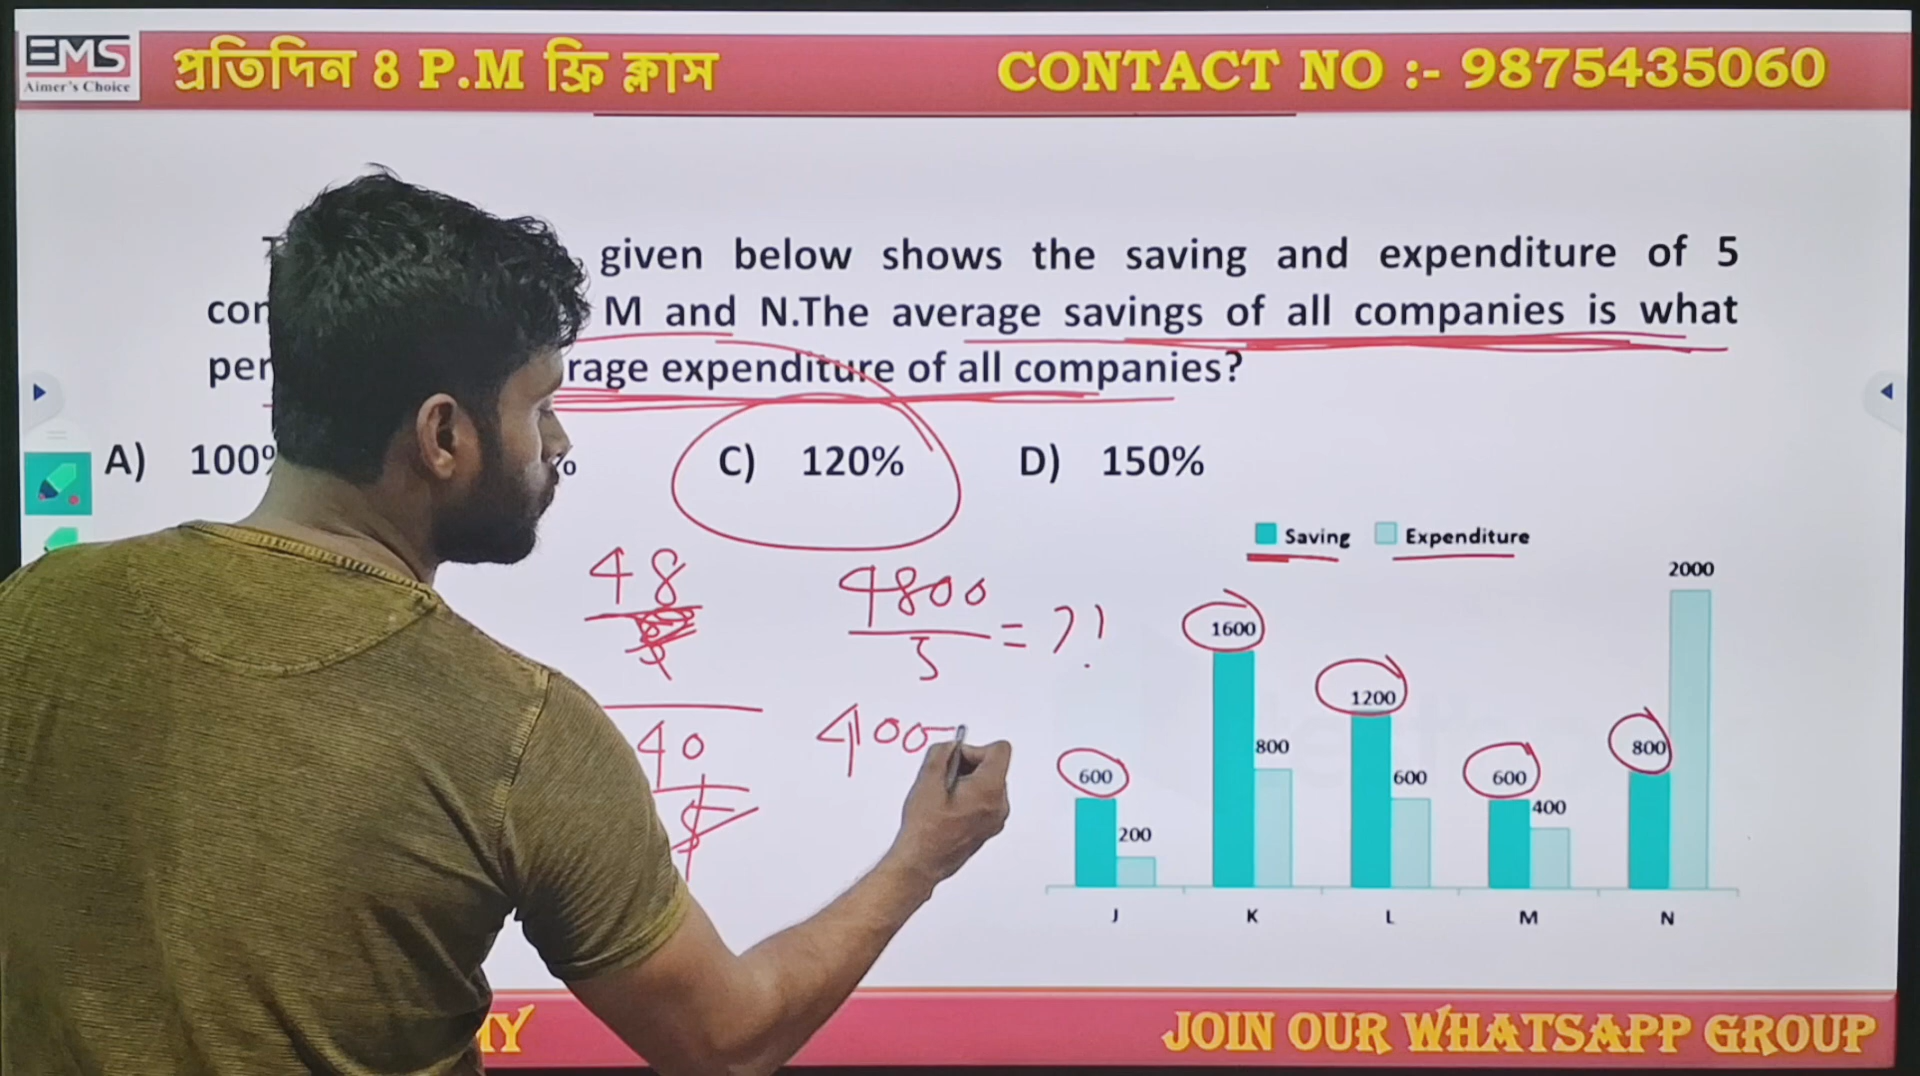 EMS
Aimer's Choice
প্রতিদিন 8 P.M ফ্রি ক্লাস
CONTACT NO :- 9875435060
given below shows the saving and expenditure of 5
M and N.The average savings of all companies is what
expenditure of all companies?
A) 100% C) 120% D) 150%
Saving Expenditure
48
4800
5
= ??
40
5
400
2000
1600
1200
800
800
600
600
600
400
200
J K L M N
JOIN OUR WHATSAPP GROUP